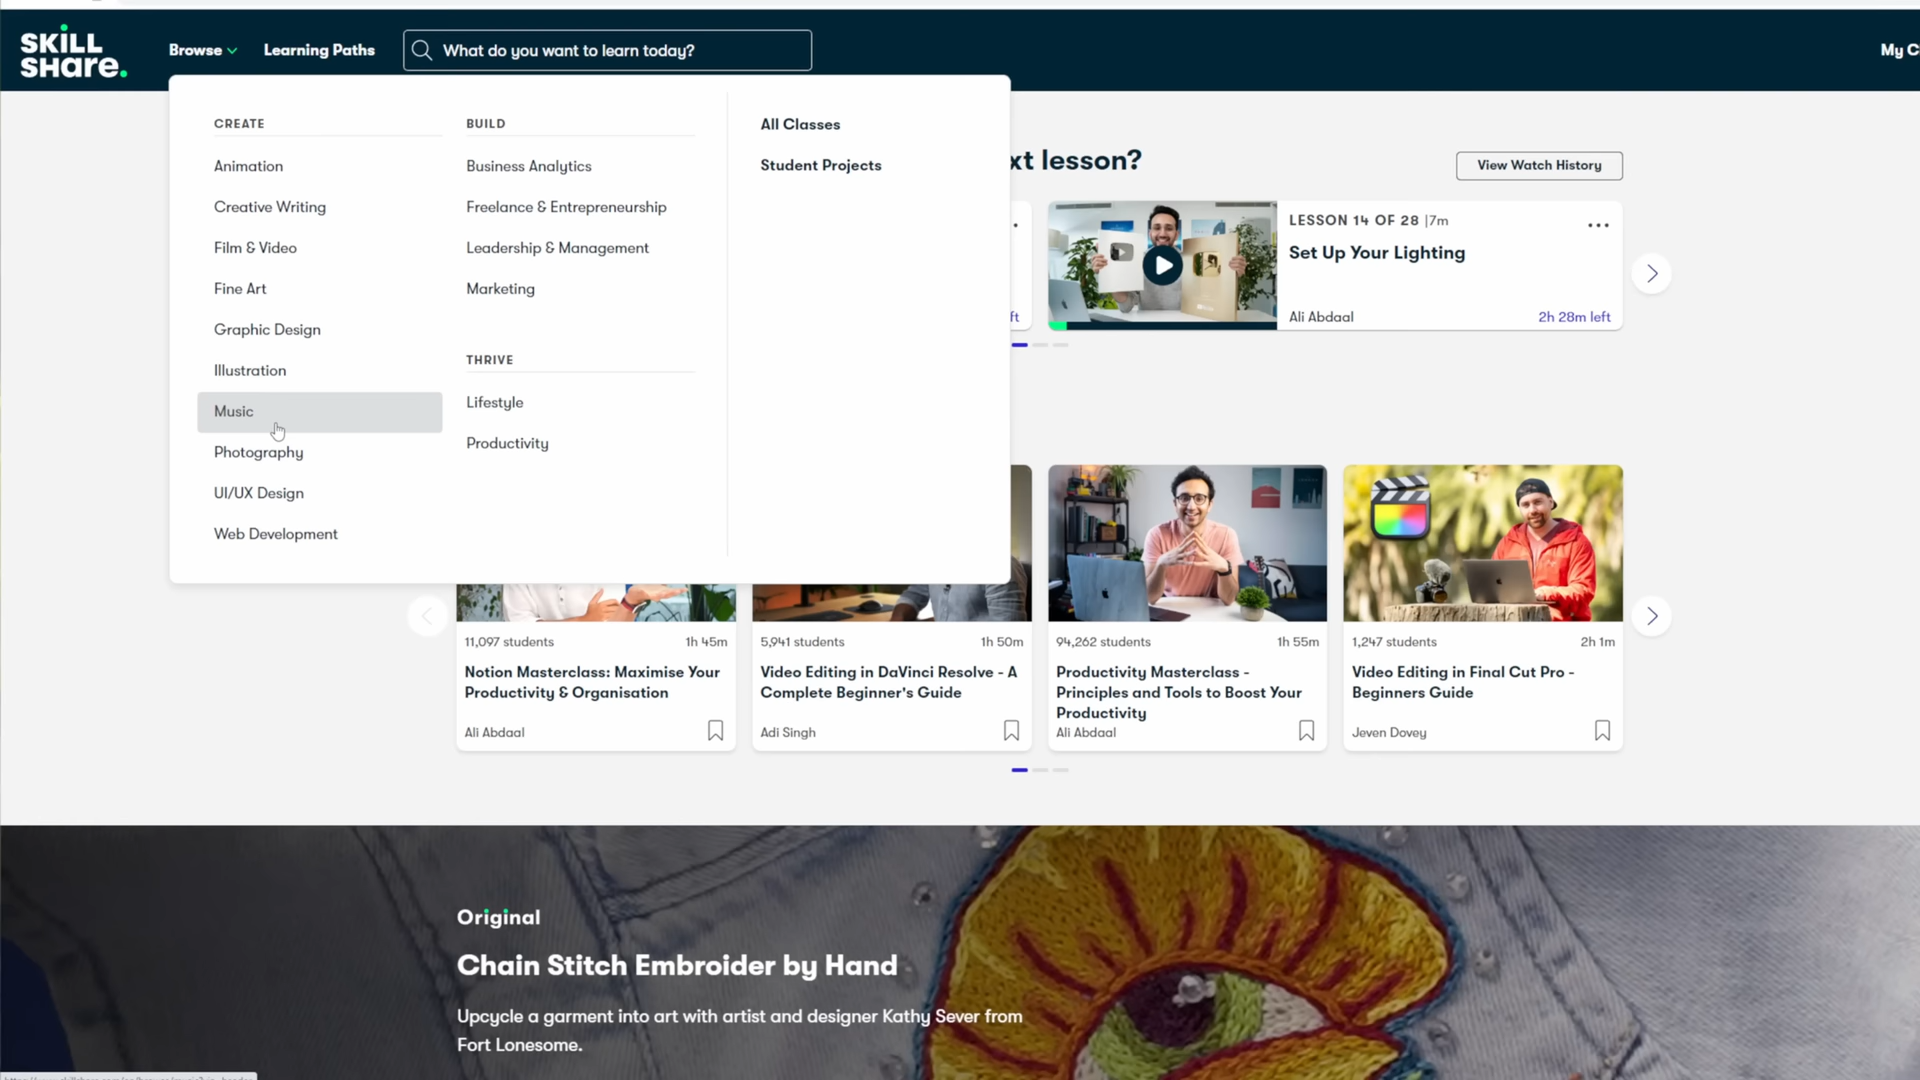 SKILL
SHare.
Browse
Learning Paths
What do you want to learn today?
My C
CREATE
Animation
Creative Writing
Film & Video
Fine Art
Graphic Design
Illustration
Music
Photography
UI/UX Design
Web Development
BUILD
Business Analytics
Freelance & Entrepreneurship
Leadership & Management
Marketing
THRIVE
Lifestyle
Productivity
All Classes
Student Projects
xt lesson?
View Watch History
ft
LESSON 14 OF 28 |7m
Set Up Your Lighting
Ali Abdaal
2h 28m left
11,097 students
1h 45m
Notion Masterclass: Maximise Your
Productivity & Organisation
Ali Abdaal
5,941 students
1h 50m
Video Editing in DaVinci Resolve - A
Complete Beginner's Guide
Adi Singh
94,262 students
1h 55m
Productivity Masterclass -
Principles and Tools to Boost Your
Productivity
Ali Abdaal
1,247 students
2h 1m
Video Editing in Final Cut Pro -
Beginners Guide
Jeven Dovey
Original
Chain Stitch Embroider by Hand
Upcycle a garment into art with artist and designer Kathy Sever from
Fort Lonesome.